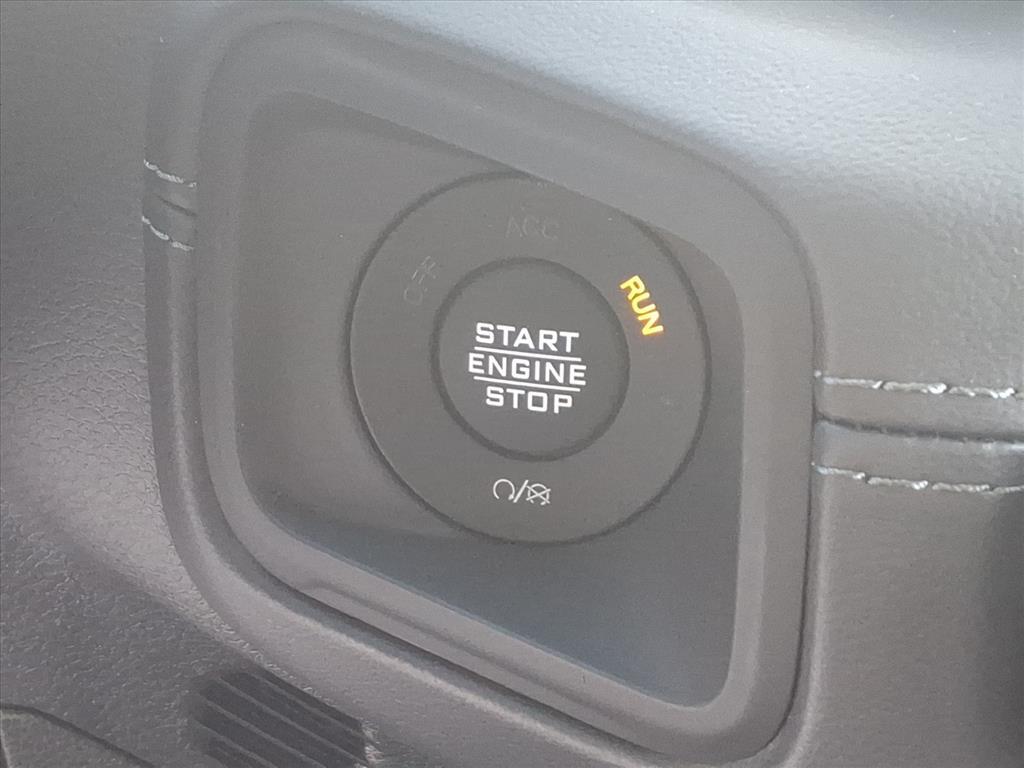 ACC
OFF
RUN
START
ENGINE
STOP